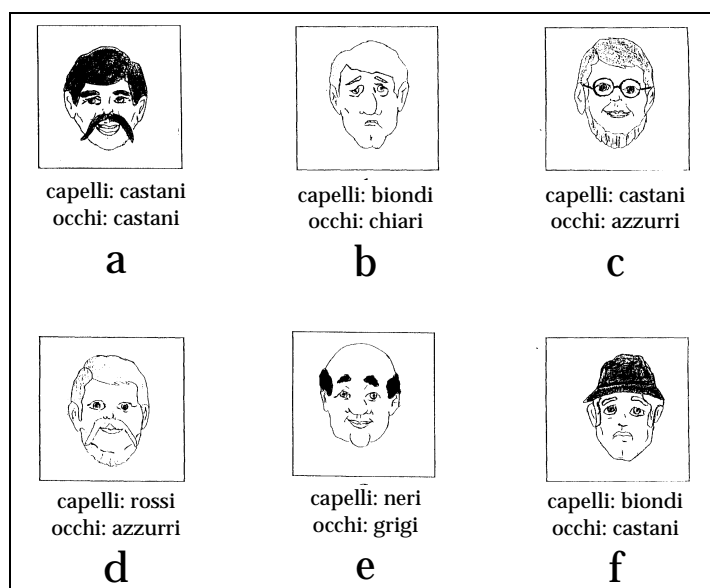 capelli: castani
occhi: castani
a
capelli: biondi
occhi: chiari
b
capelli: castani
occhi: azzurri
c
capelli: rossi
occhi: azzurri
d
capelli: neri
occhi: grigi
e
capelli: biondi
occhi: castani
f